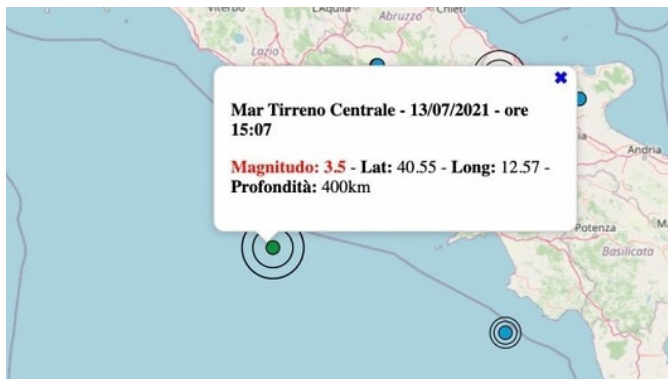 Viterbo L'Aquila Abruzzo Chieti
Lazio
✖
Mar Tirreno Centrale - 13/07/2021 - ore
15:07
Magnitudo: 3.5 - Lat: 40.55 - Long: 12.57 -
Profondità: 400km
Andria
Potenza
Basilicata